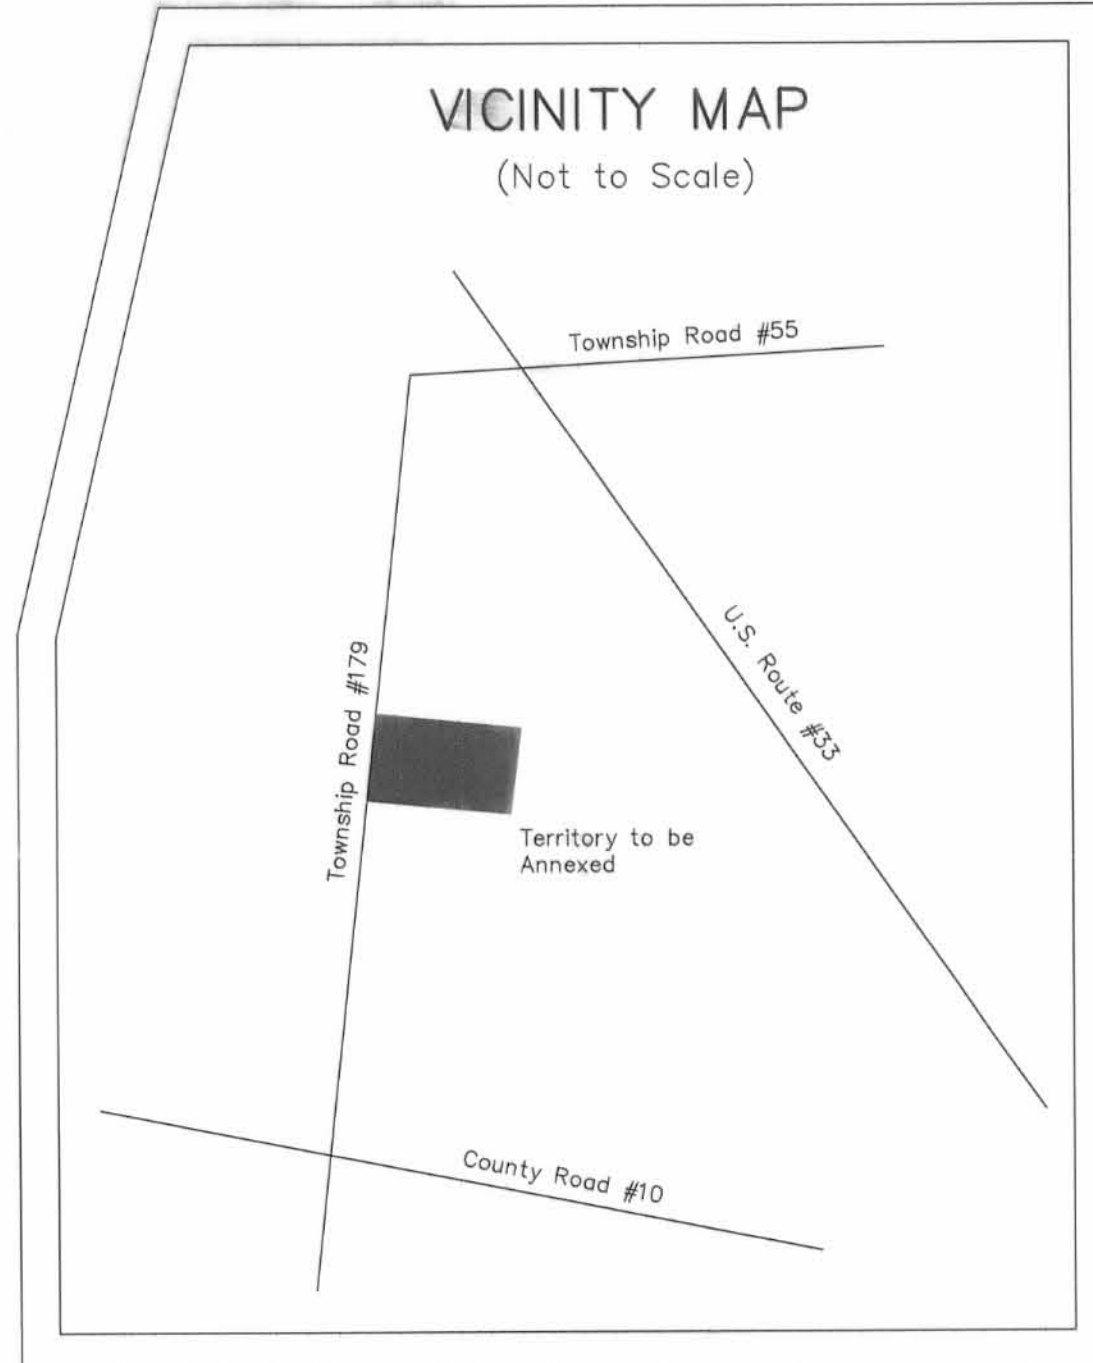 VICINITY MAP
(Not to Scale)
Township Road #55
U.S. Route #33
Township Road #179
Territory to be
Annexed
County Road #10